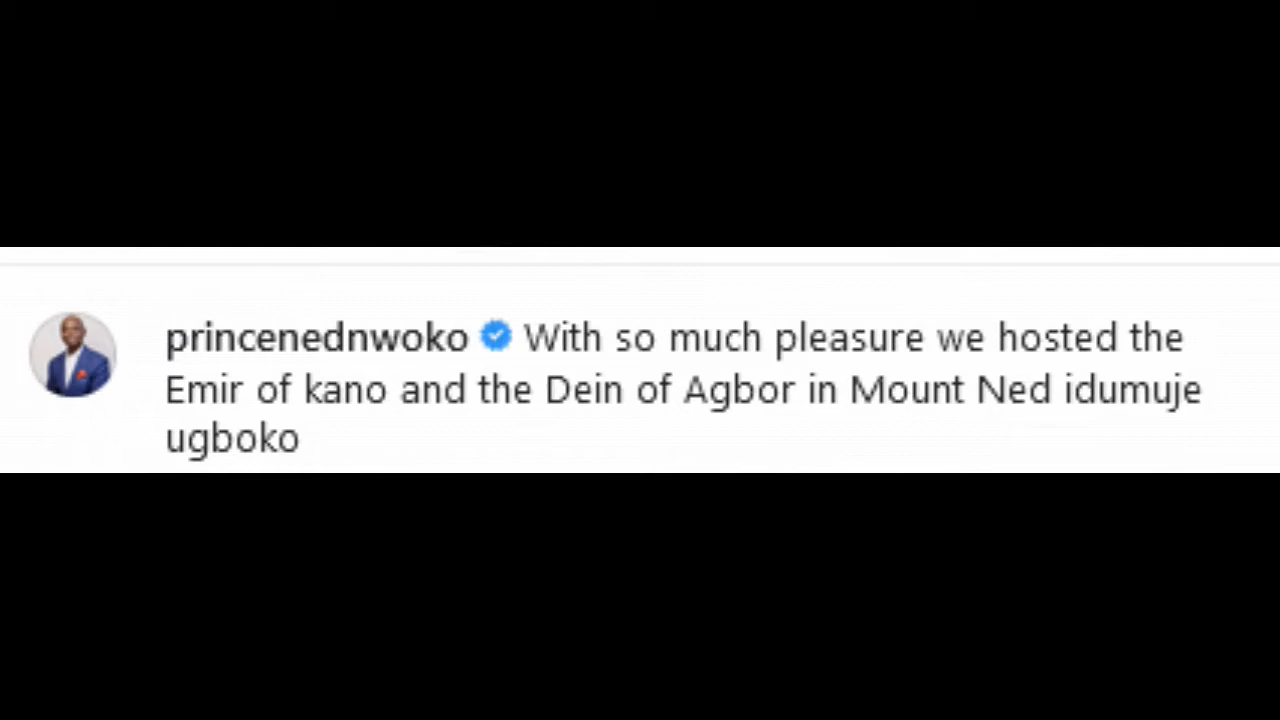 princenednwoko With so much pleasure we hosted the
Emir of kano and the Dein of Agbor in Mount Ned idumuje
ugboko